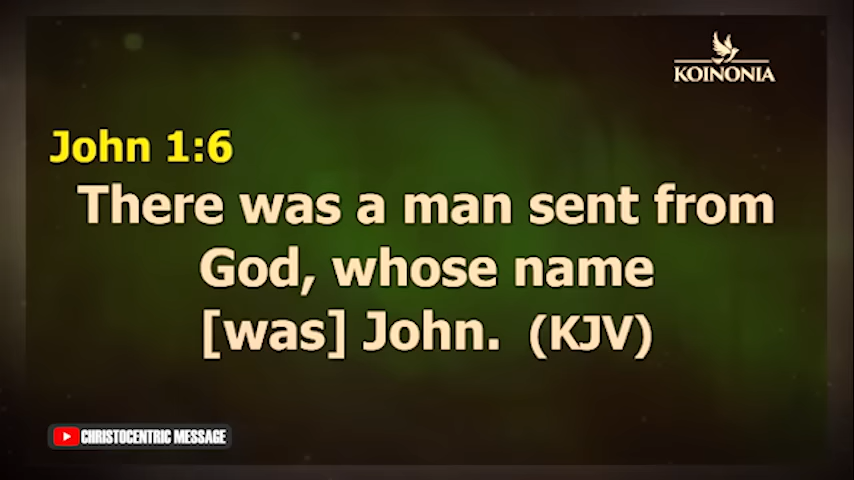 KOINONIA
John 1:6
There was a man sent from
God, whose name
[was] John. (KJV)
CHRISTOCENTRIC MESSAGE